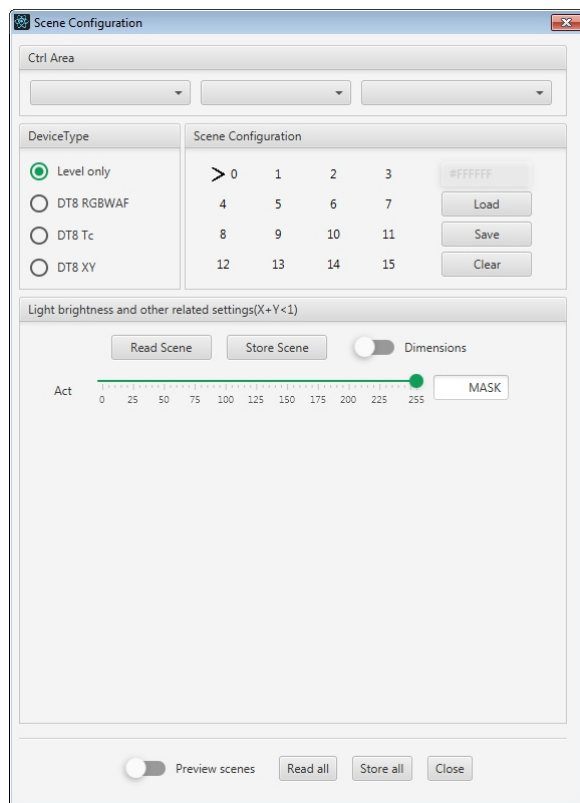 Scene Configuration
Ctrl Area
DeviceType
Level only
DT8 RGBWAF
DT8 Tc
DT8 XY
Scene Configuration
0 1 2 3 #FFFFFF
4 5 6 7 Load
8 9 10 11 Save
12 13 14 15 Clear
Light brightness and other related settings(X+Y<1)
Read Scene Store Scene Dimensions
Act MASK
0 25 50 75 100 125 150 175 200 225 255
Preview scenes Read all Store all Close